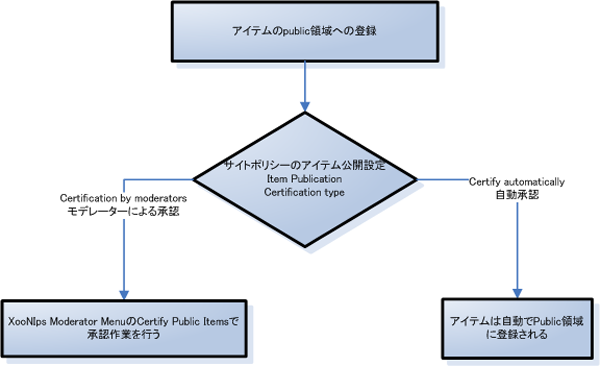 アイテムのpublic領域への登録
サイトポリシーのアイテム公開設定
Item Publication
Certification type
Certification by moderators
モデレーターによる承認
Certify automatically
自動承認
XooNIps Moderator MenuのCertify Public Itemsで
承認作業を行う
アイテムは自動でPublic領域
に登録される